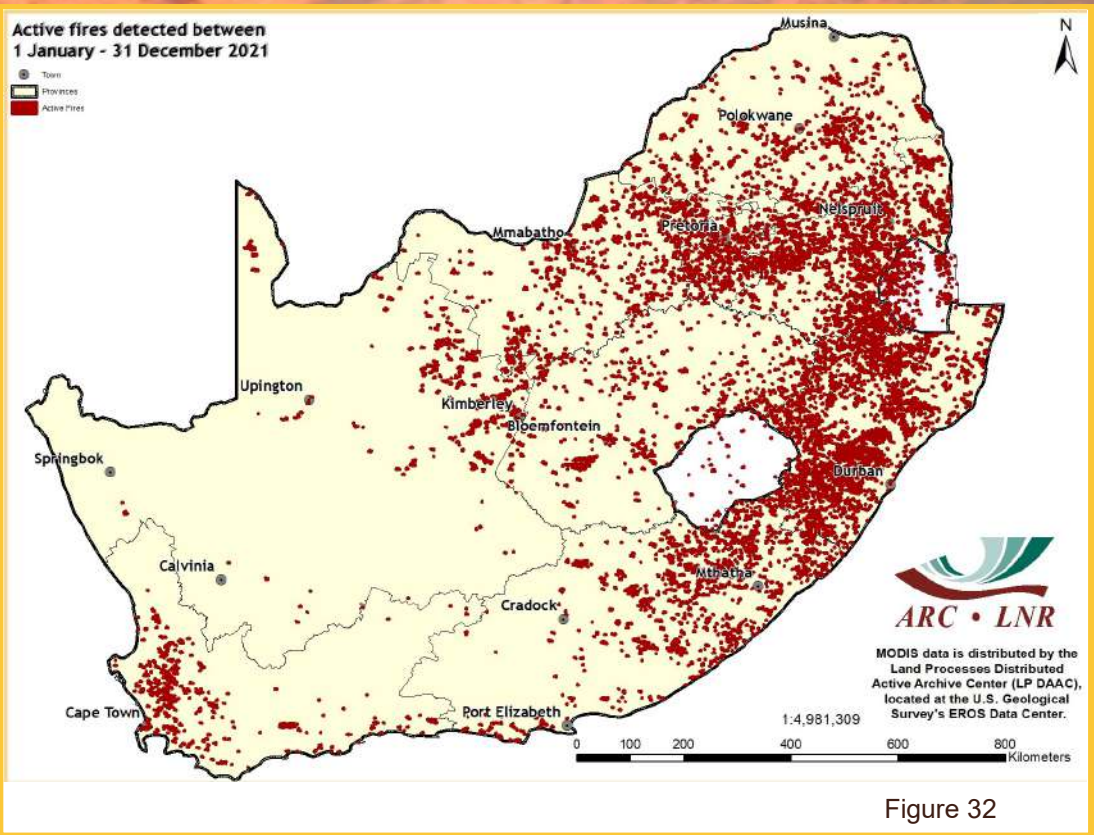 Active fires detected between
1 January - 31 December 2021
Town
Provinces
Active Fires
N
Musina
Polokwane
Nelspruit
Pretoria
Mmabatho
Upington
Kimberley
Bloemfontein
Springbok
Durban
Calvinia
Mthatha
Cradock
Cape Town
Port Elizabeth
ARC • LNR
MODIS data is distributed by the
Land Processes Distributed
Active Archive Center (LP DAAC),
located at the U.S. Geological
Survey's EROS Data Center.
1:4,981,309
0 100 200 400 600 800
Kilometers
Figure 32